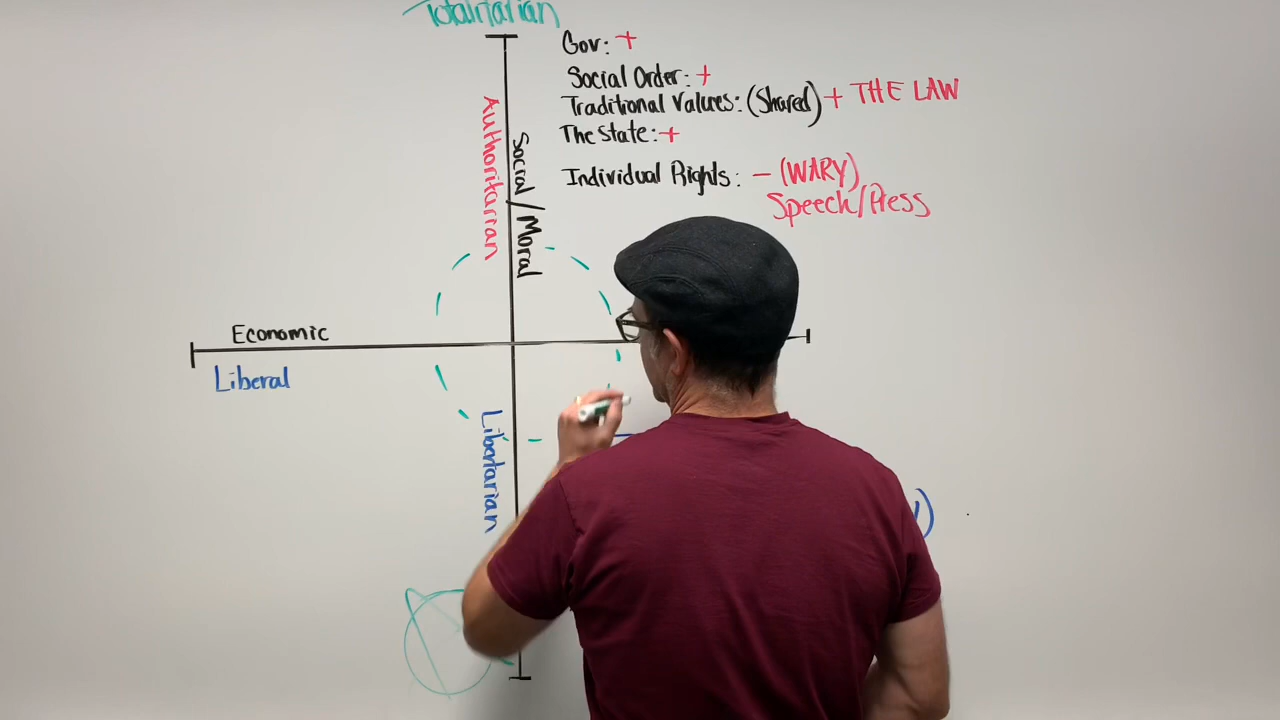 Totalitarian
Gov: +
Social Order: +
Traditional Values: (Shared) + THE LAW
The State: +
Individual Rights: - (WARY)
Speech/Press
Authoritarian
Social/Moral
Economic
Liberal
Libertarian